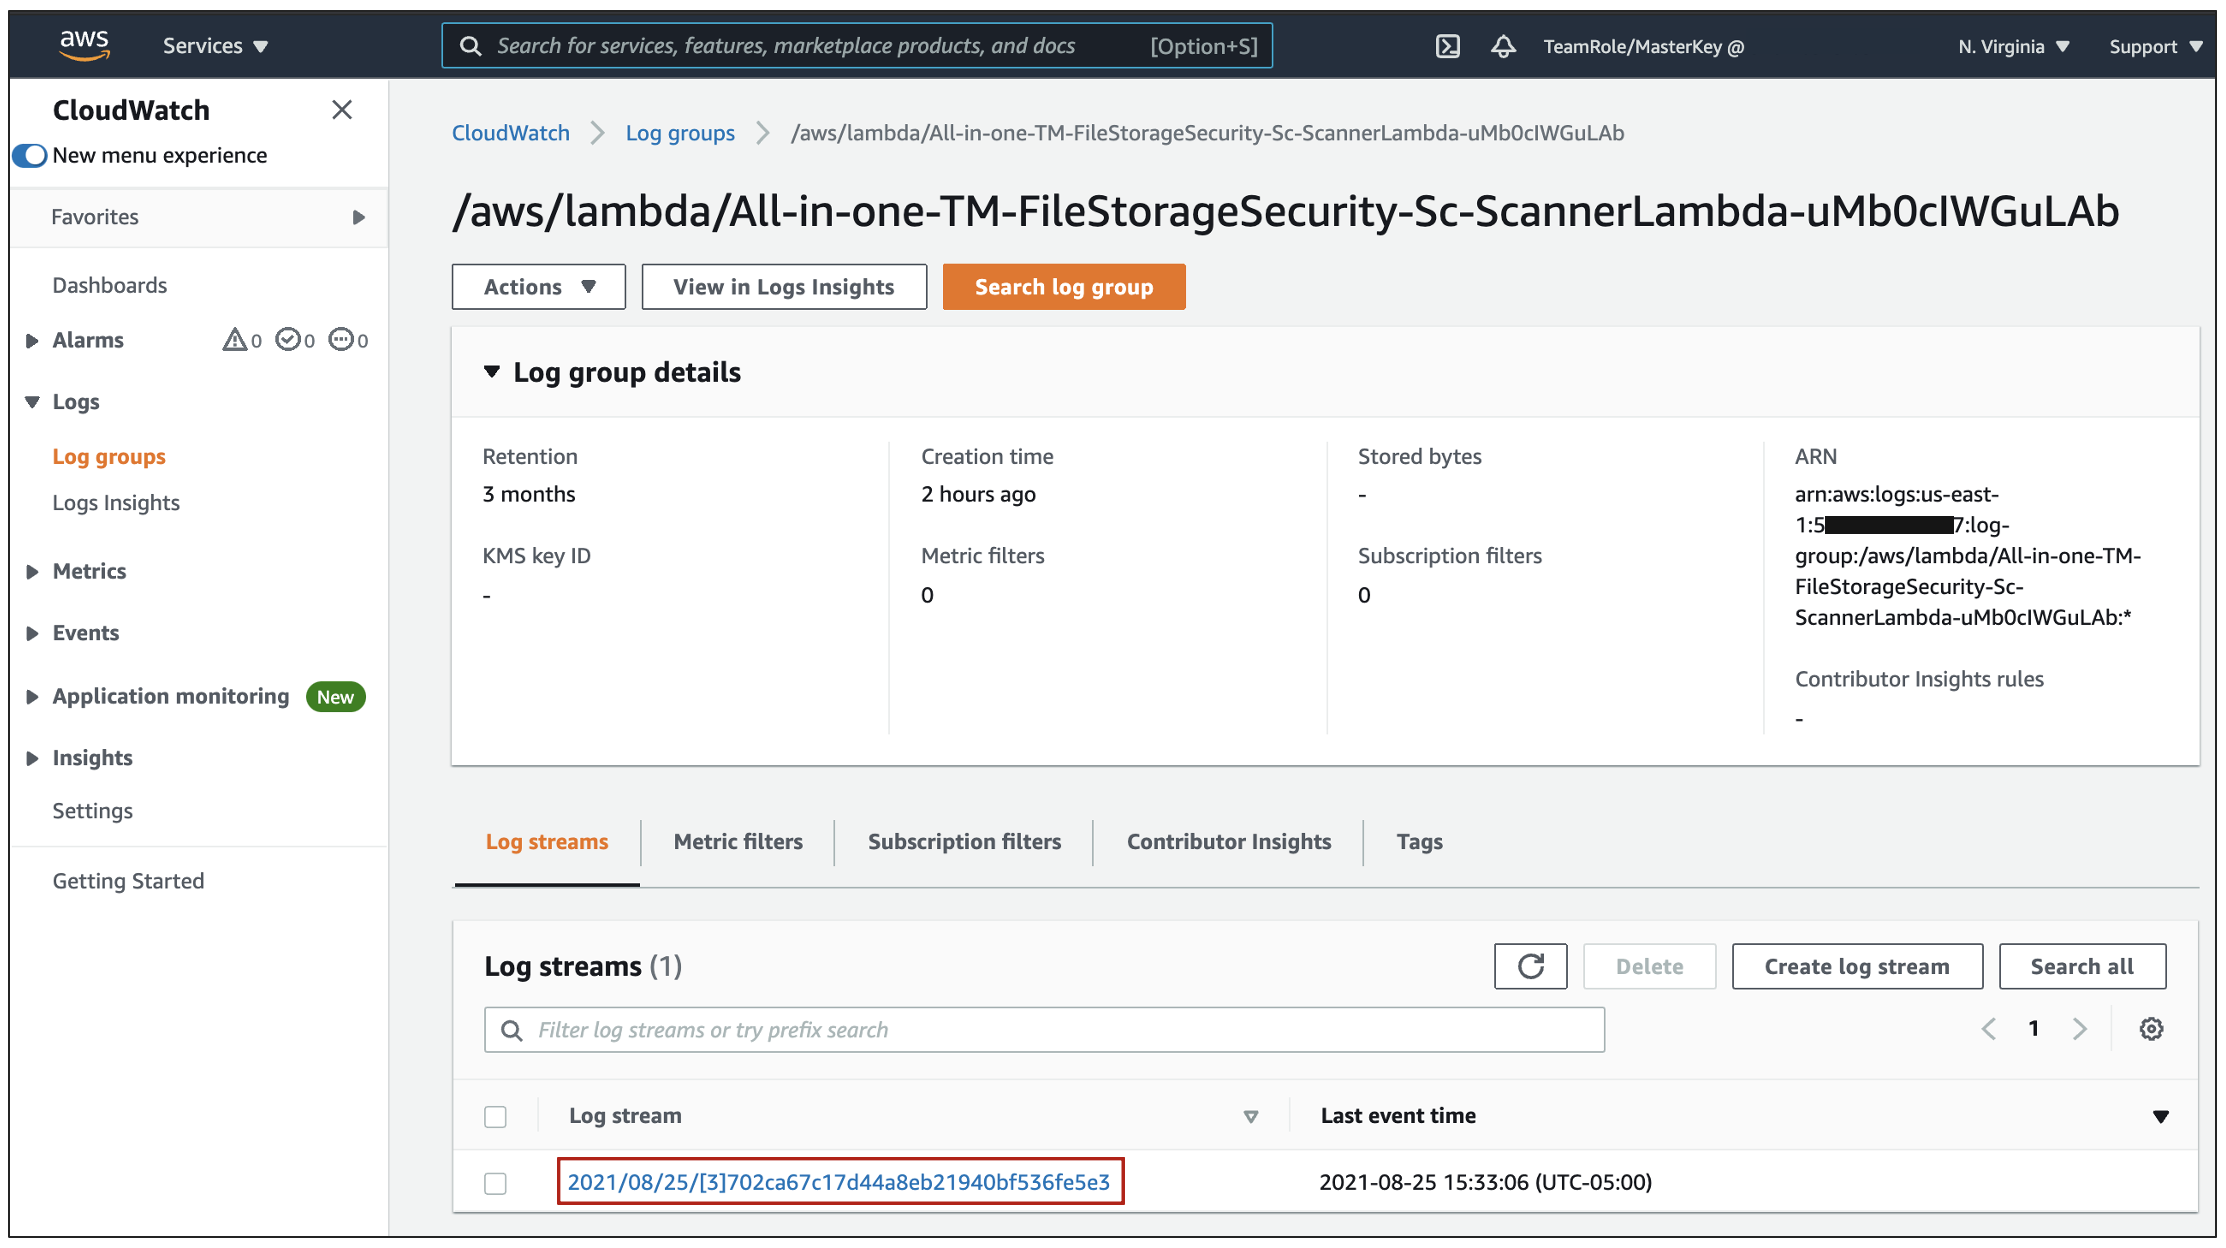 aws
Services
Search for services, features, marketplace products, and docs [Option+S]
TeamRole/MasterKey @
N. Virginia
Support
CloudWatch
New menu experience
Favorites
Dashboards
Alarms 0 0 0
Logs
Log groups
Logs Insights
Metrics
Events
Application monitoring New
Insights
Settings
Getting Started
CloudWatch Log groups /aws/lambda/All-in-one-TM-FileStorageSecurity-Sc-ScannerLambda-uMb0cIWGuLAb
/aws/lambda/All-in-one-TM-FileStorageSecurity-Sc-ScannerLambda-uMb0cIWGuLAb
Actions View in Logs Insights Search log group
Log group details
Retention
3 months
KMS key ID
-
Creation time
2 hours ago
Metric filters
0
Stored bytes
-
Subscription filters
0
ARN
arn:aws:logs:us-east-
1:5 7:log-
group:/aws/lambda/All-in-one-TM-
FileStorageSecurity-Sc-
ScannerLambda-uMb0cIWGuLAb:*
Contributor Insights rules
-
Log streams Metric filters Subscription filters Contributor Insights Tags
Log streams (1)
Delete Create log stream Search all
Filter log streams or try prefix search
1
Log stream Last event time
2021/08/25/[3]702ca67c17d44a8eb21940bf536fe5e3 2021-08-25 15:33:06 (UTC-05:00)